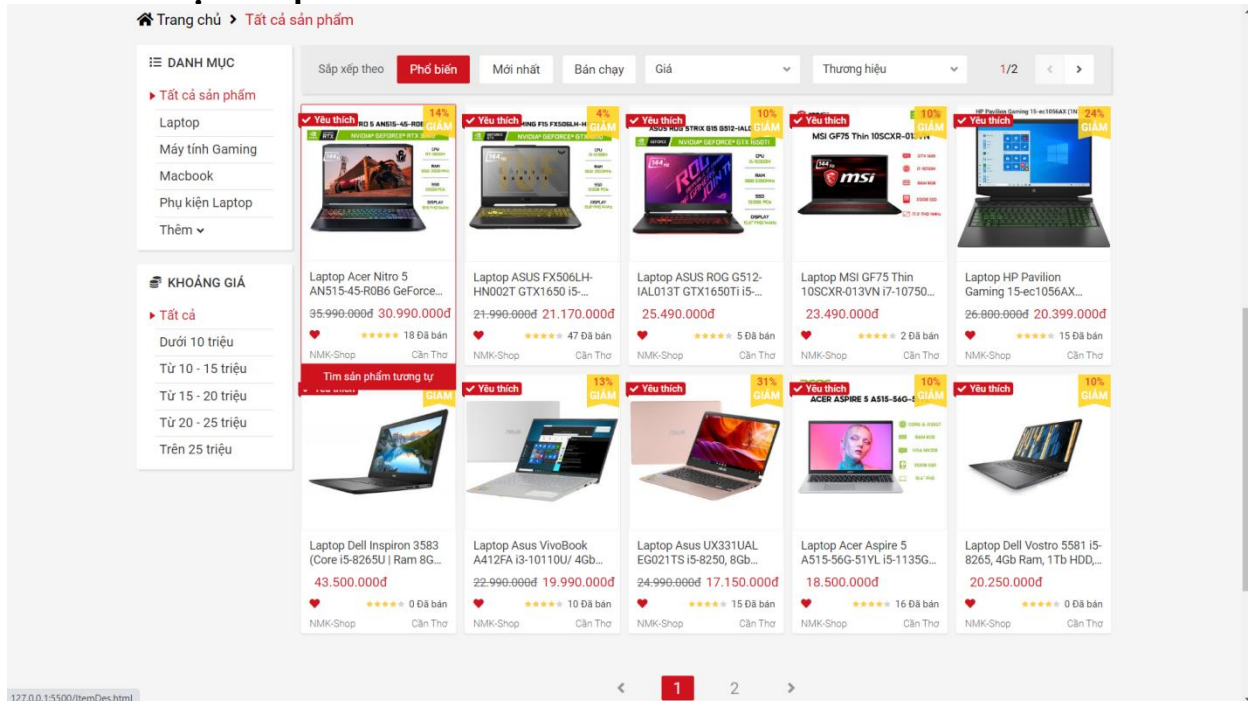 Trang chủ > Tất cả sản phẩm
DANH MỤC
Tất cả sản phẩm
Laptop
Máy tính Gaming
Macbook
Phụ kiện Laptop
Thêm
KHOẢNG GIÁ
Tất cả
Dưới 10 triệu
Từ 10 - 15 triệu
Từ 15 - 20 triệu
Từ 20 - 25 triệu
Trên 25 triệu
Sắp xếp theo Phổ biến Mới nhất Bán chạy Giá Thương hiệu 1/2 < >
Yêu thích
14%
GIẢM
Laptop Acer Nitro 5
AN515-45-R0B6 GeForce...
35.990.000đ 30.990.000đ
18 Đã bán
NMK-Shop Cần Thơ
Tìm sản phẩm tương tự
Yêu thích
4%
GIẢM
Laptop ASUS FX506LH-
HN002T GTX1650 i5-...
21.990.000đ 21.170.000đ
47 Đã bán
NMK-Shop Cần Thơ
Yêu thích
10%
GIẢM
Laptop ASUS ROG G512-
IAL013T GTX1650Ti i5-...
25.490.000đ
5 Đã bán
NMK-Shop Cần Thơ
Yêu thích
10%
GIẢM
MSI GF75 Thin
msi
Laptop MSI GF75 Thin
10SCXR-013VN i7-10750...
23.490.000đ
2 Đã bán
NMK-Shop Cần Thơ
HP Pavilion Gaming 15-ec1056AX
Yêu thích
24%
GIẢM
Laptop HP Pavilion
Gaming 15-ec1056AX...
26.800.000đ 20.399.000đ
15 Đã bán
NMK-Shop Cần Thơ
GIẢM
Laptop Dell Inspiron 3583
(Core i5-8265U | Ram 8G...
43.500.000đ
0 Đã bán
NMK-Shop Cần Thơ
Yêu thích
13%
GIẢM
Laptop Asus VivoBook
A412FA i3-10110U/ 4Gb...
22.990.000đ 19.990.000đ
10 Đã bán
NMK-Shop Cần Thơ
Yêu thích
31%
GIẢM
Laptop Asus UX331UAL
EG021TS i5-8250, 8Gb...
24.990.000đ 17.150.000đ
15 Đã bán
NMK-Shop Cần Thơ
Yêu thích
10%
GIẢM
ACER ASPIRE 5 A515-56G-
Laptop Acer Aspire 5
A515-56G-51YL i5-1135G...
18.500.000đ
16 Đã bán
NMK-Shop Cần Thơ
Yêu thích
10%
GIẢM
Laptop Dell Vostro 5581 i5-
8265, 4Gb Ram, 1Tb HDD,...
20.250.000đ
0 Đã bán
NMK-Shop Cần Thơ
< 1 2 >
127.0.0.1:5500/ItemDes.html